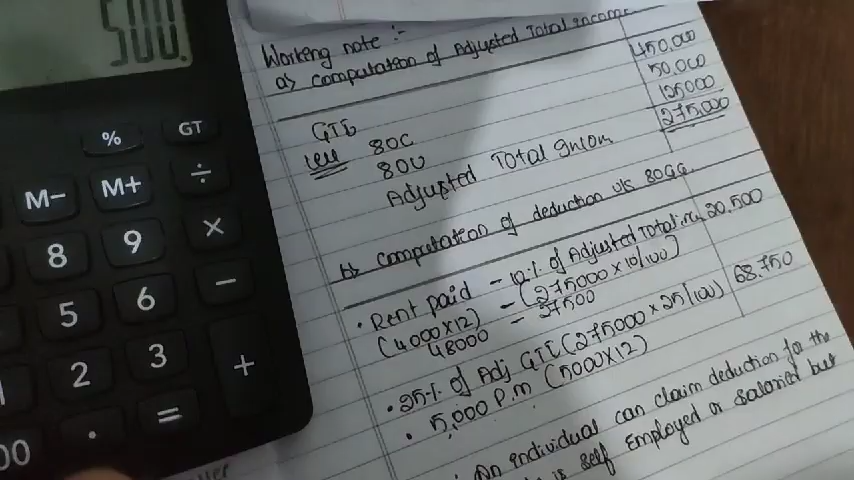 500.
% GT
M- M+ ÷
8 9 ×
5 6 -
2 3 +
00 . =
Working note :-
a) computation of Adjusted Total income
GTI 450,000
less 80C 50,000
80U 125000
Adjusted Total Incom 275,000
b) computation of deduction u/s 80GG.
• Rent paid - 10% of Adjusted Total in 20,500
(4000x12) - (275000 x 10/100)
48000 - 27500
• 25% of Adj GTI (275000 x 25/100) 68,750
• 5,000 P.M (5000x12)
An individual can claim deduction for the
is self Employed or salaried but